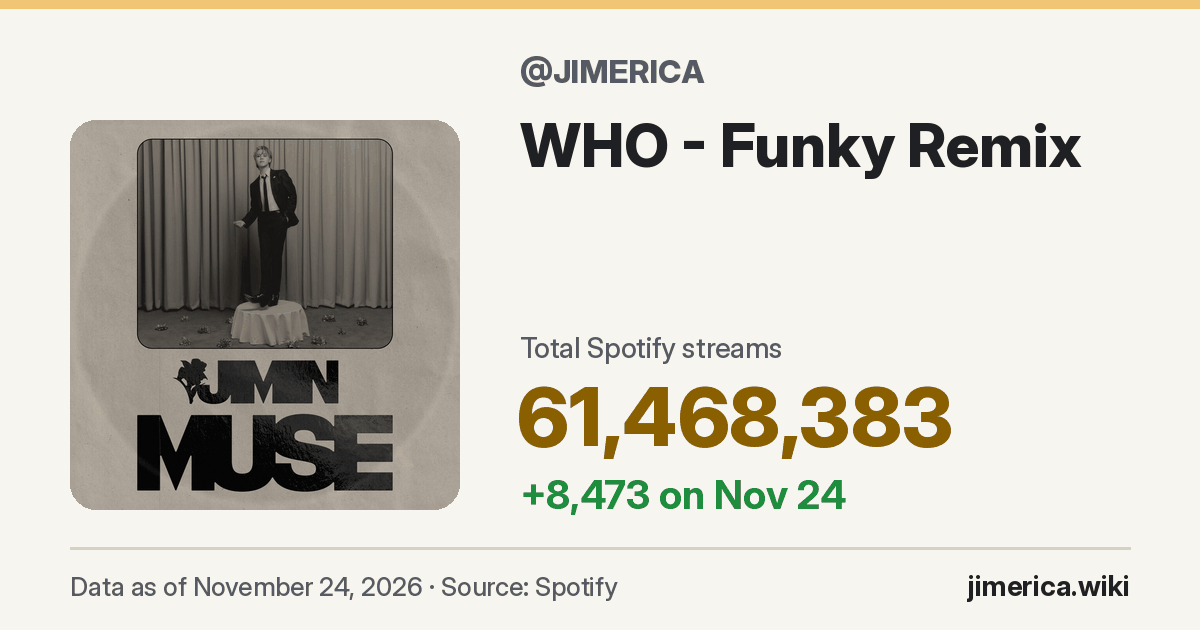 @JIMERICA
WHO - Funky Remix
JMN
MUSE
Total Spotify streams
61,468,383
+8,473 on Nov 24
Data as of November 24, 2026 · Source: Spotify
jimerica.wiki